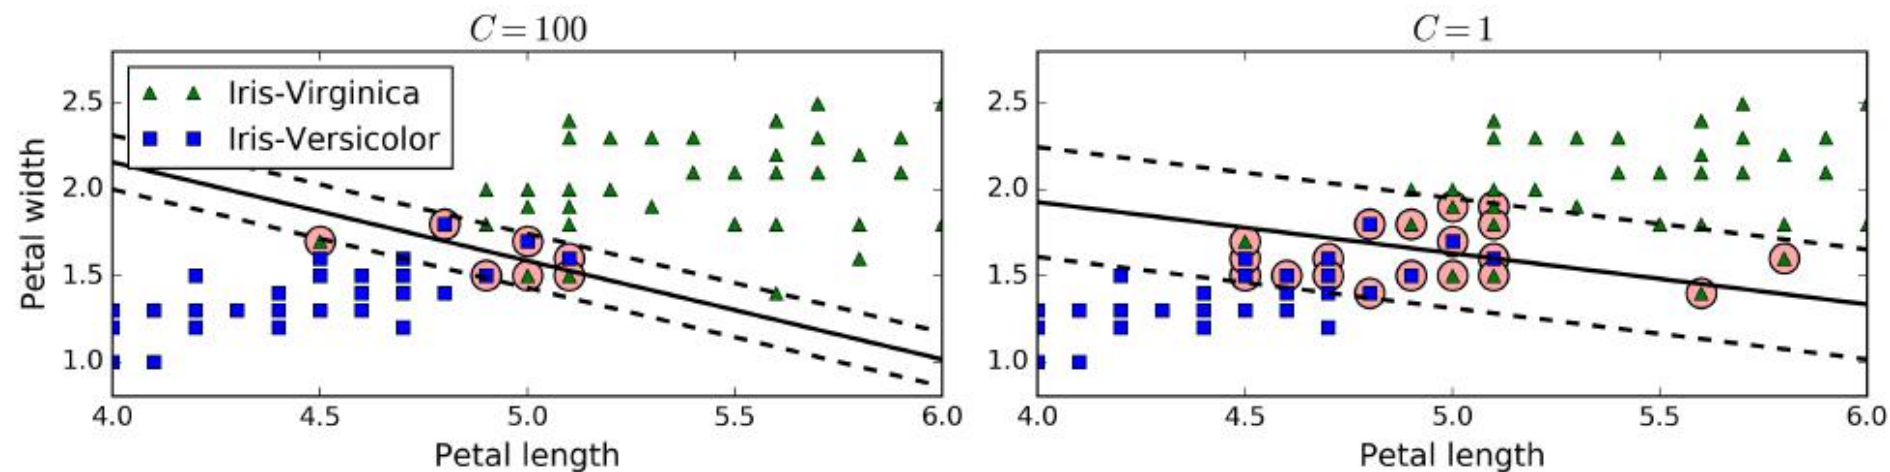 C = 100
Iris-Virginica
Iris-Versicolor
Petal width
2.5
2.0
1.5
1.0
4.0 4.5 5.0 5.5 6.0
Petal length
C = 1
2.5
2.0
1.5
1.0
4.0 4.5 5.0 5.5 6.0
Petal length